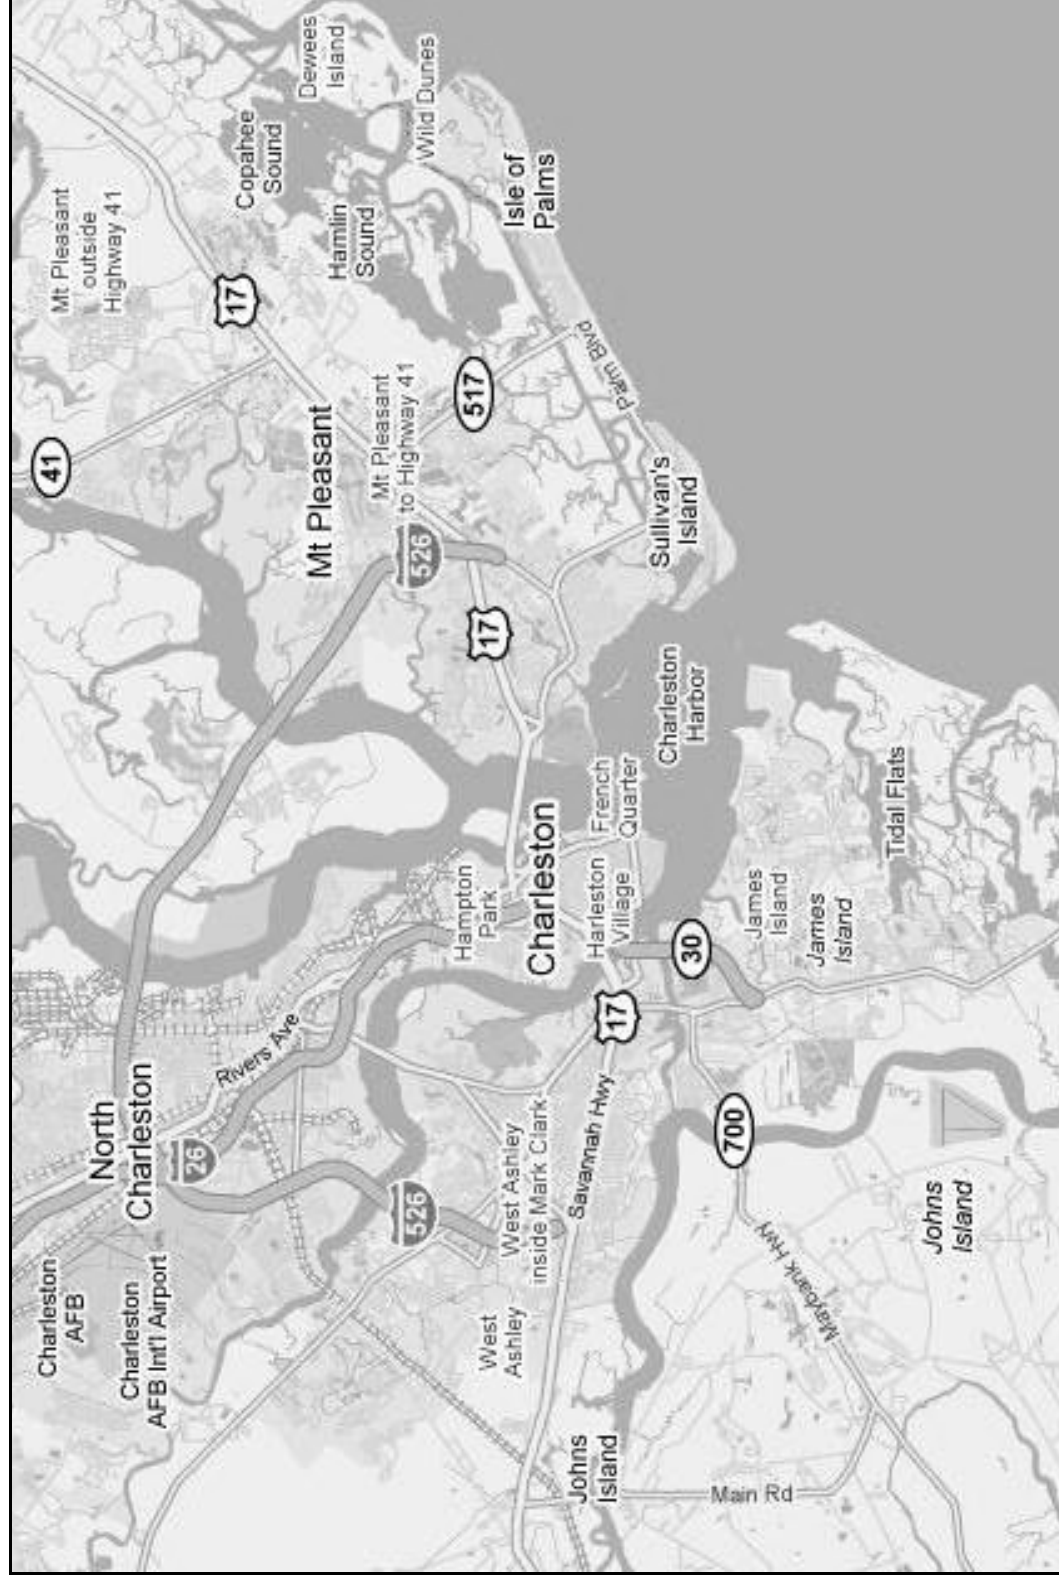 Charleston
AFB
Charleston
AFB Int'l Airport
North
Charleston
26
Rivers Ave
41
Mt Pleasant
outside
Highway 41
17
Copahee
Sound
Dewees
Island
Hamlin
Sound
Wild Dunes
Mt Pleasant
Mt Pleasant
to Highway 41
526
517
Isle of
Palms
526
West
Ashley
West Ashley
inside Mark Clark
Hampton
Park
Charleston
17
Harleston
Village
French
Quarter
Palm Blvd
Sullivan's
Island
Charleston
Harbor
Johns
Island
Savannah Hwy
17
30
Main Rd
Maybank Hwy
700
James
Island
James
Island
Tidal Flats
Johns
Island